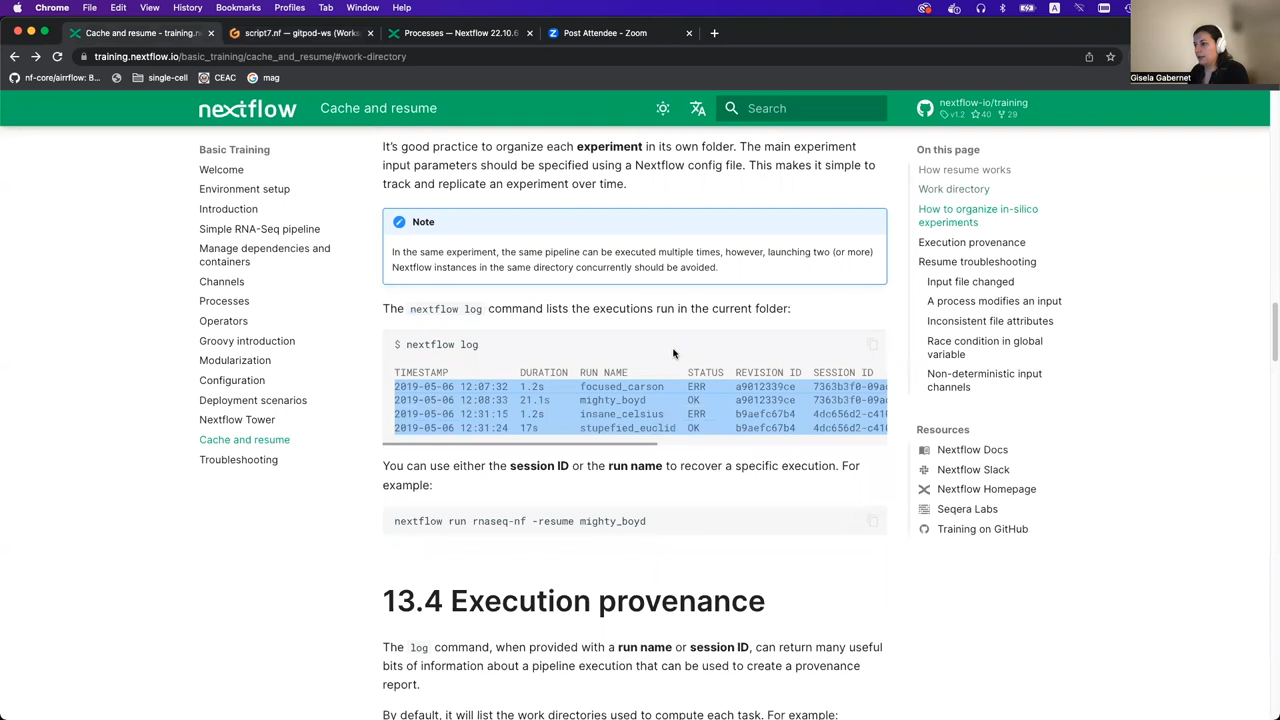 Chrome File Edit View History Bookmarks Profiles Tab Window Help
Cache and resume - training.n
script7.nf — gitpod-ws (Works
Processes — Nextflow 22.10.6
Post Attendee - Zoom
training.nextflow.io/basic_training/cache_and_resume/#work-directory
nf-core/airrflow: B...
single-cell
CEAC
mag
Gisela Gabernet
nextflow
Cache and resume
Search
nextflow-io/training
v1.2 40 29
Basic Training
Welcome
Environment setup
Introduction
Simple RNA-Seq pipeline
Manage dependencies and
containers
Channels
Processes
Operators
Groovy introduction
Modularization
Configuration
Deployment scenarios
Nextflow Tower
Cache and resume
Troubleshooting
It's good practice to organize each experiment in its own folder. The main experiment
input parameters should be specified using a Nextflow config file. This makes it simple to
track and replicate an experiment over time.
Note
In the same experiment, the same pipeline can be executed multiple times, however, launching two (or more)
Nextflow instances in the same directory concurrently should be avoided.
The nextflow log command lists the executions run in the current folder:
$ nextflow log
TIMESTAMP DURATION RUN NAME STATUS REVISION ID SESSION ID
2019-05-06 12:07:32 1.2s focused_carson ERR a9012339ce 7363b3f0-09a
2019-05-06 12:08:33 21.1s mighty_boyd OK a9012339ce 7363b3f0-09a
2019-05-06 12:31:15 1.2s insane_celsius ERR b9aefc67b4 4dc656d2-c41
2019-05-06 12:31:24 17s stupefied_euclid OK b9aefc67b4 4dc656d2-c41
You can use either the session ID or the run name to recover a specific execution. For
example:
nextflow run rnaseq-nf -resume mighty_boyd
13.4 Execution provenance
The log command, when provided with a run name or session ID, can return many useful
bits of information about a pipeline execution that can be used to create a provenance
report.
By default, it will list the work directories used to compute each task. For example:
On this page
How resume works
Work directory
How to organize in-silico
experiments
Execution provenance
Resume troubleshooting
Input file changed
A process modifies an input
Inconsistent file attributes
Race condition in global
variable
Non-deterministic input
channels
Resources
Nextflow Docs
Nextflow Slack
Nextflow Homepage
Seqera Labs
Training on GitHub